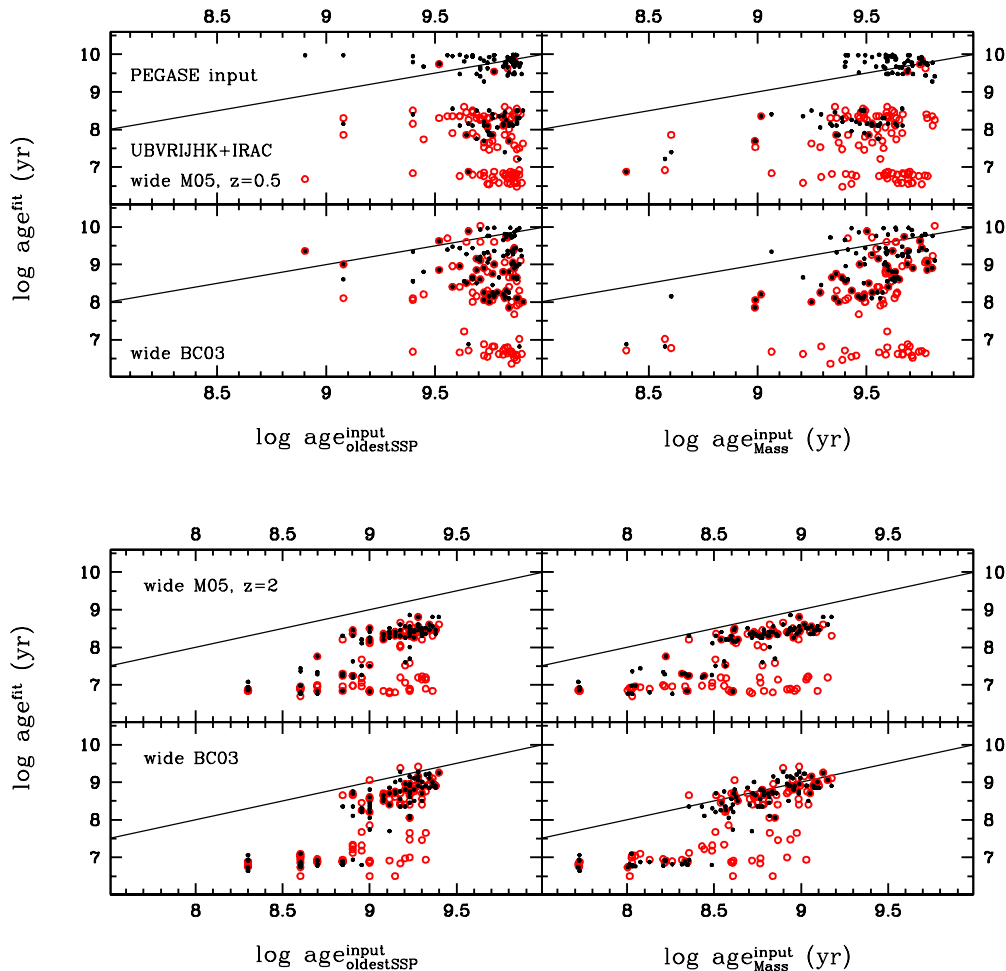 8.5 9 9.5 8.5 9 9.5
10 PEGASE input 10
9 9
8 UBVRIJHK+IRAC 8
7 wide M05, z=0.5 7
log age^fit (yr)
10 10
9 9
8 8
7 wide BC03 7
8.5 9 9.5 8.5 9 9.5
log age^input_oldestSSP log age^input_Mass (yr)
8 8.5 9 9.5 8 8.5 9 9.5
10 wide M05, z=2 10
9 9
8 8
7 7
log age^fit (yr)
10 wide BC03 10
9 9
8 8
7 7
8 8.5 9 9.5 8 8.5 9 9.5
log age^input_oldestSSP log age^input_Mass (yr)